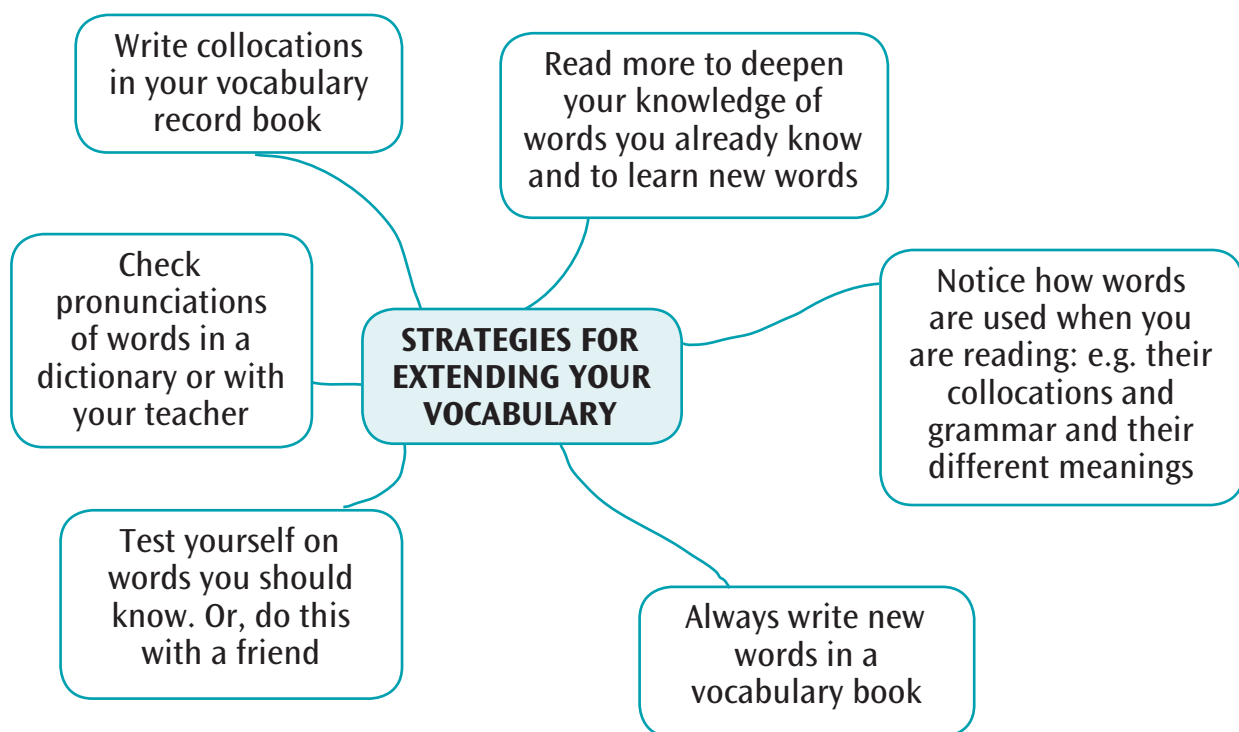 Write collocations
in your vocabulary
record book
Read more to deepen
your knowledge of
words you already know
and to learn new words
Check
pronunciations
of words in a
dictionary or with
your teacher
STRATEGIES FOR
EXTENDING YOUR
VOCABULARY
Notice how words
are used when you
are reading: e.g. their
collocations and
grammar and their
different meanings
Test yourself on
words you should
know. Or, do this
with a friend
Always write new
words in a
vocabulary book